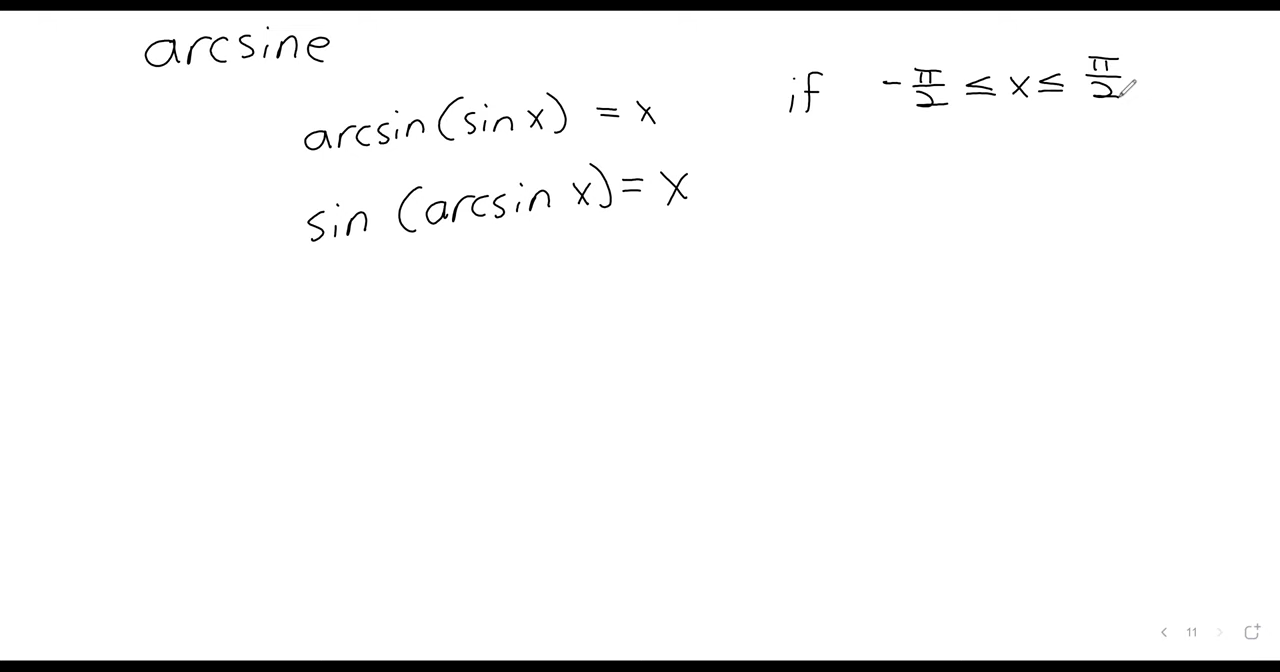 arcsine
arcsin(sin x) = x if -π/2 ≤ x ≤ π/2
sin (arcsin x) = x
11